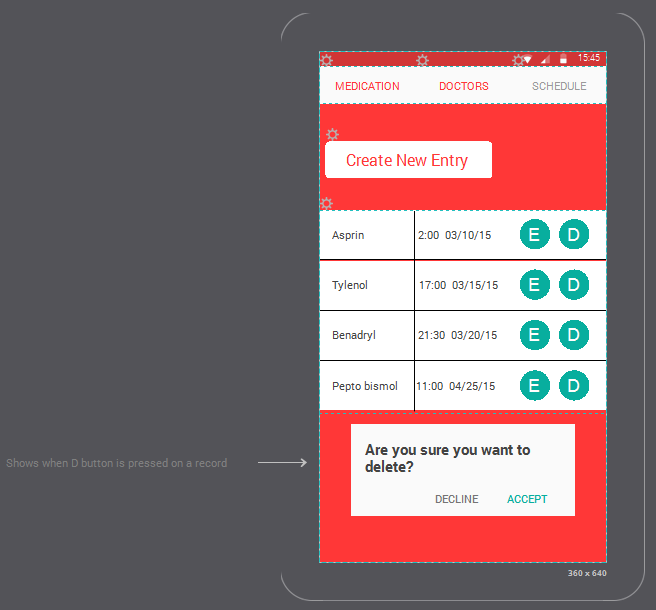 15:45
MEDICATION DOCTORS SCHEDULE
Create New Entry
Asprin 2:00 03/10/15 E D
Tylenol 17:00 03/15/15 E D
Benadryl 21:30 03/20/15 E D
Pepto bismol 11:00 04/25/15 E D
Are you sure you want to
delete?
Shows when D button is pressed on a record
DECLINE ACCEPT
360 x 640